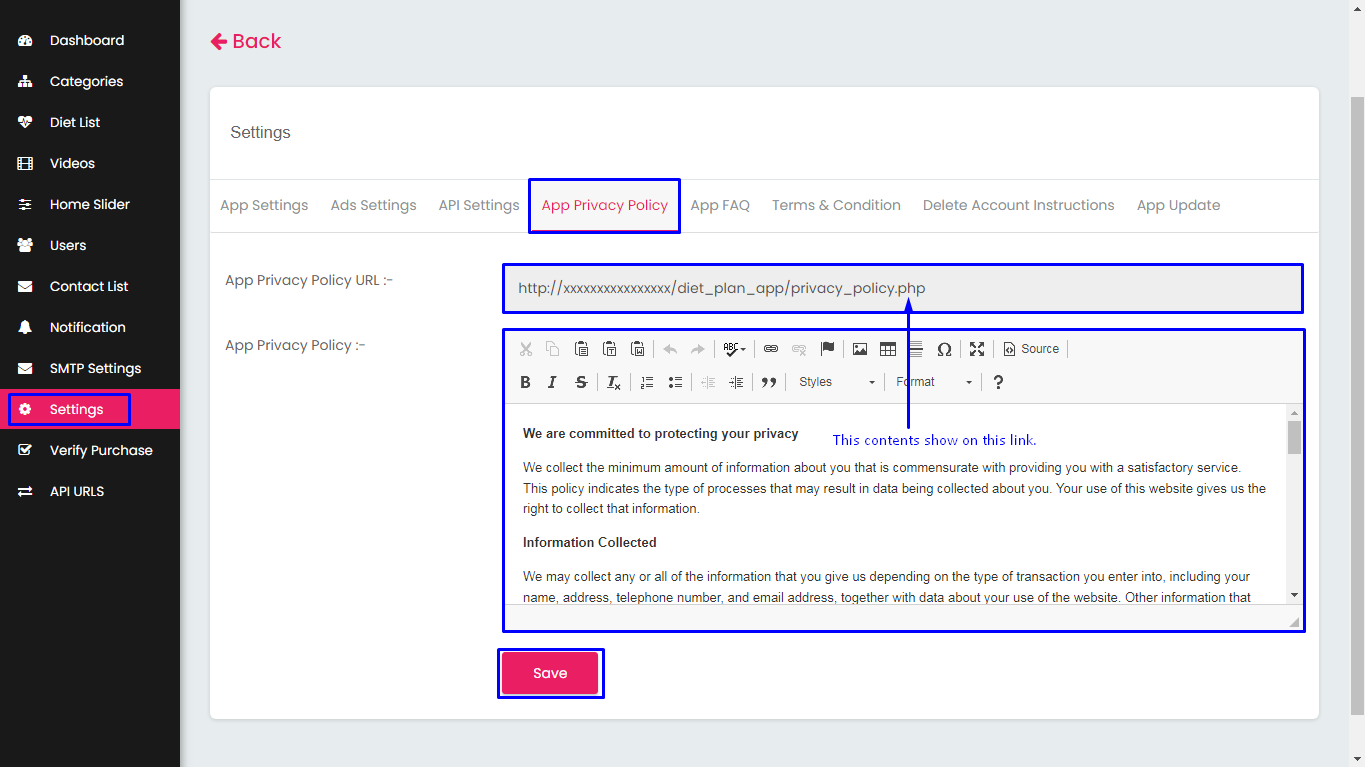 Dashboard
Categories
Diet List
Videos
Home Slider
Users
Contact List
Notification
SMTP Settings
Settings
Verify Purchase
API URLS
Back
Settings
App Settings Ads Settings API Settings App Privacy Policy App FAQ Terms & Condition Delete Account Instructions App Update
App Privacy Policy URL :-
http://xxxxxxxxxxxxxxxx/diet_plan_app/privacy_policy.php
App Privacy Policy :-
ABC Ω Source
B I S Tx Styles Format ?
We are committed to protecting your privacy
This contents show on this link.
We collect the minimum amount of information about you that is commensurate with providing you with a satisfactory service.
This policy indicates the type of processes that may result in data being collected about you. Your use of this website gives us the
right to collect that information.
Information Collected
We may collect any or all of the information that you give us depending on the type of transaction you enter into, including your
name, address, telephone number, and email address, together with data about your use of the website. Other information that
Save